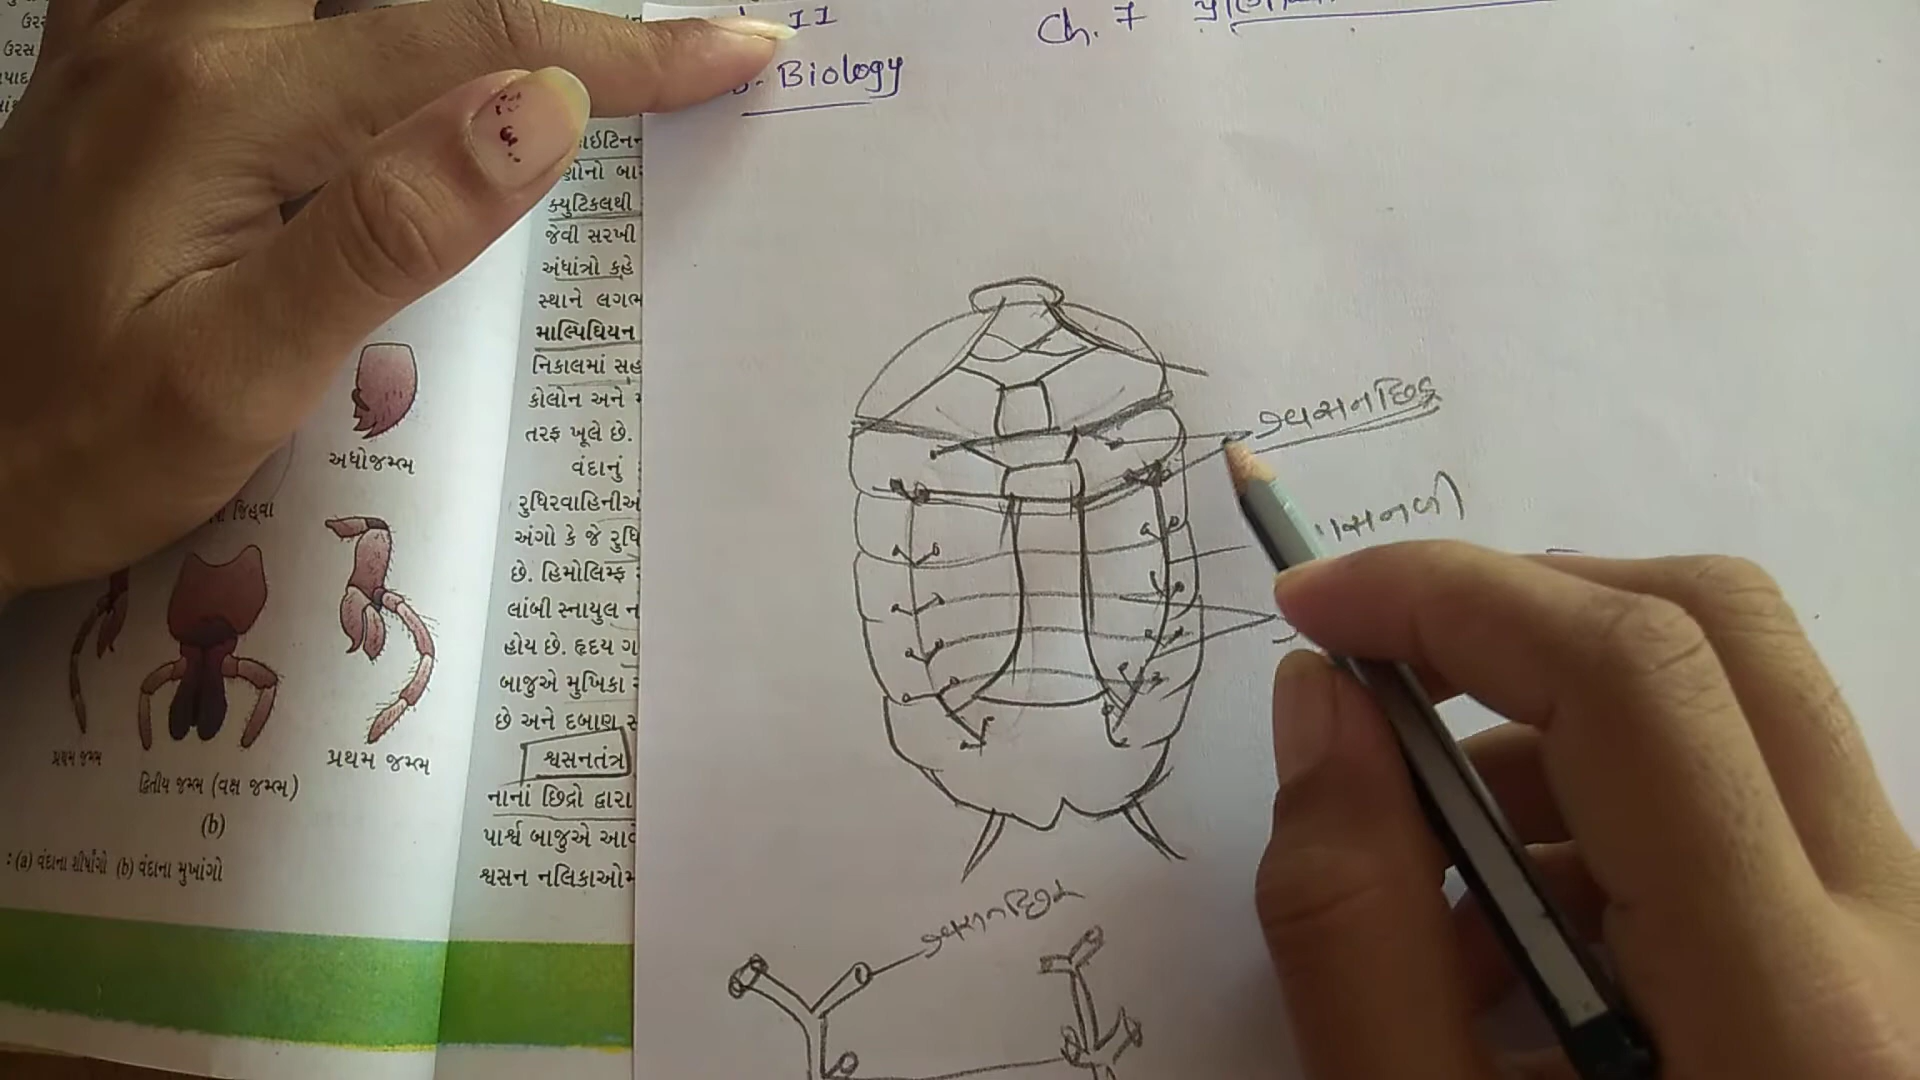 II
Ch. 7
Biology
ક્યુટિકલથી
જેવી સરખી
અંધાંત્રો કહે
સ્થાને લગભ
માલ્પિઘિયન
નિકાલમાં સહ
કોલોન અને
તરફ ખૂલે છે.
વંદાનું
રુધિરવાહિનીઅ
અંગો કે જે રુધિ
છે. હિમોલિમ્ફ
લાંબી સ્નાયુલ ન
હોય છે. હૃદય ગ
બાજુએ મુખિકા
છે અને દબાણ સ
શ્વસનતંત્ર
નાનાં છિદ્રો દ્વારા
પાર્શ્વ બાજુએ આવે
શ્વસન નલિકાઓમ
અધોજમ્ભ
જિહ્વા
પ્રથમ જમ્ભ
દ્વિતીય જમ્ભ (વક્ષ જમ્ભ)
પ્રથમ જમ્ભ
(b)
: (a) વંદાના શીર્ષાંગો (b) વંદાના મુખાંગો
શ્વસનછિદ્ર
શ્વસનછિદ્ર